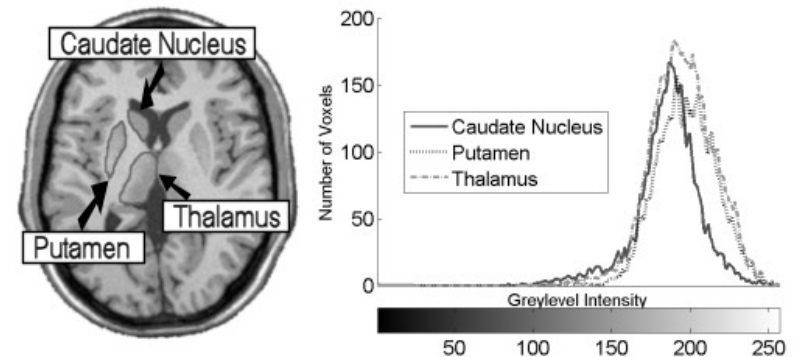 Caudate Nucleus
Thalamus
Putamen
200
150
100
50
0
Number of Voxels
Caudate Nucleus
Putamen
Thalamus
Greylevel Intensity
50 100 150 200 250